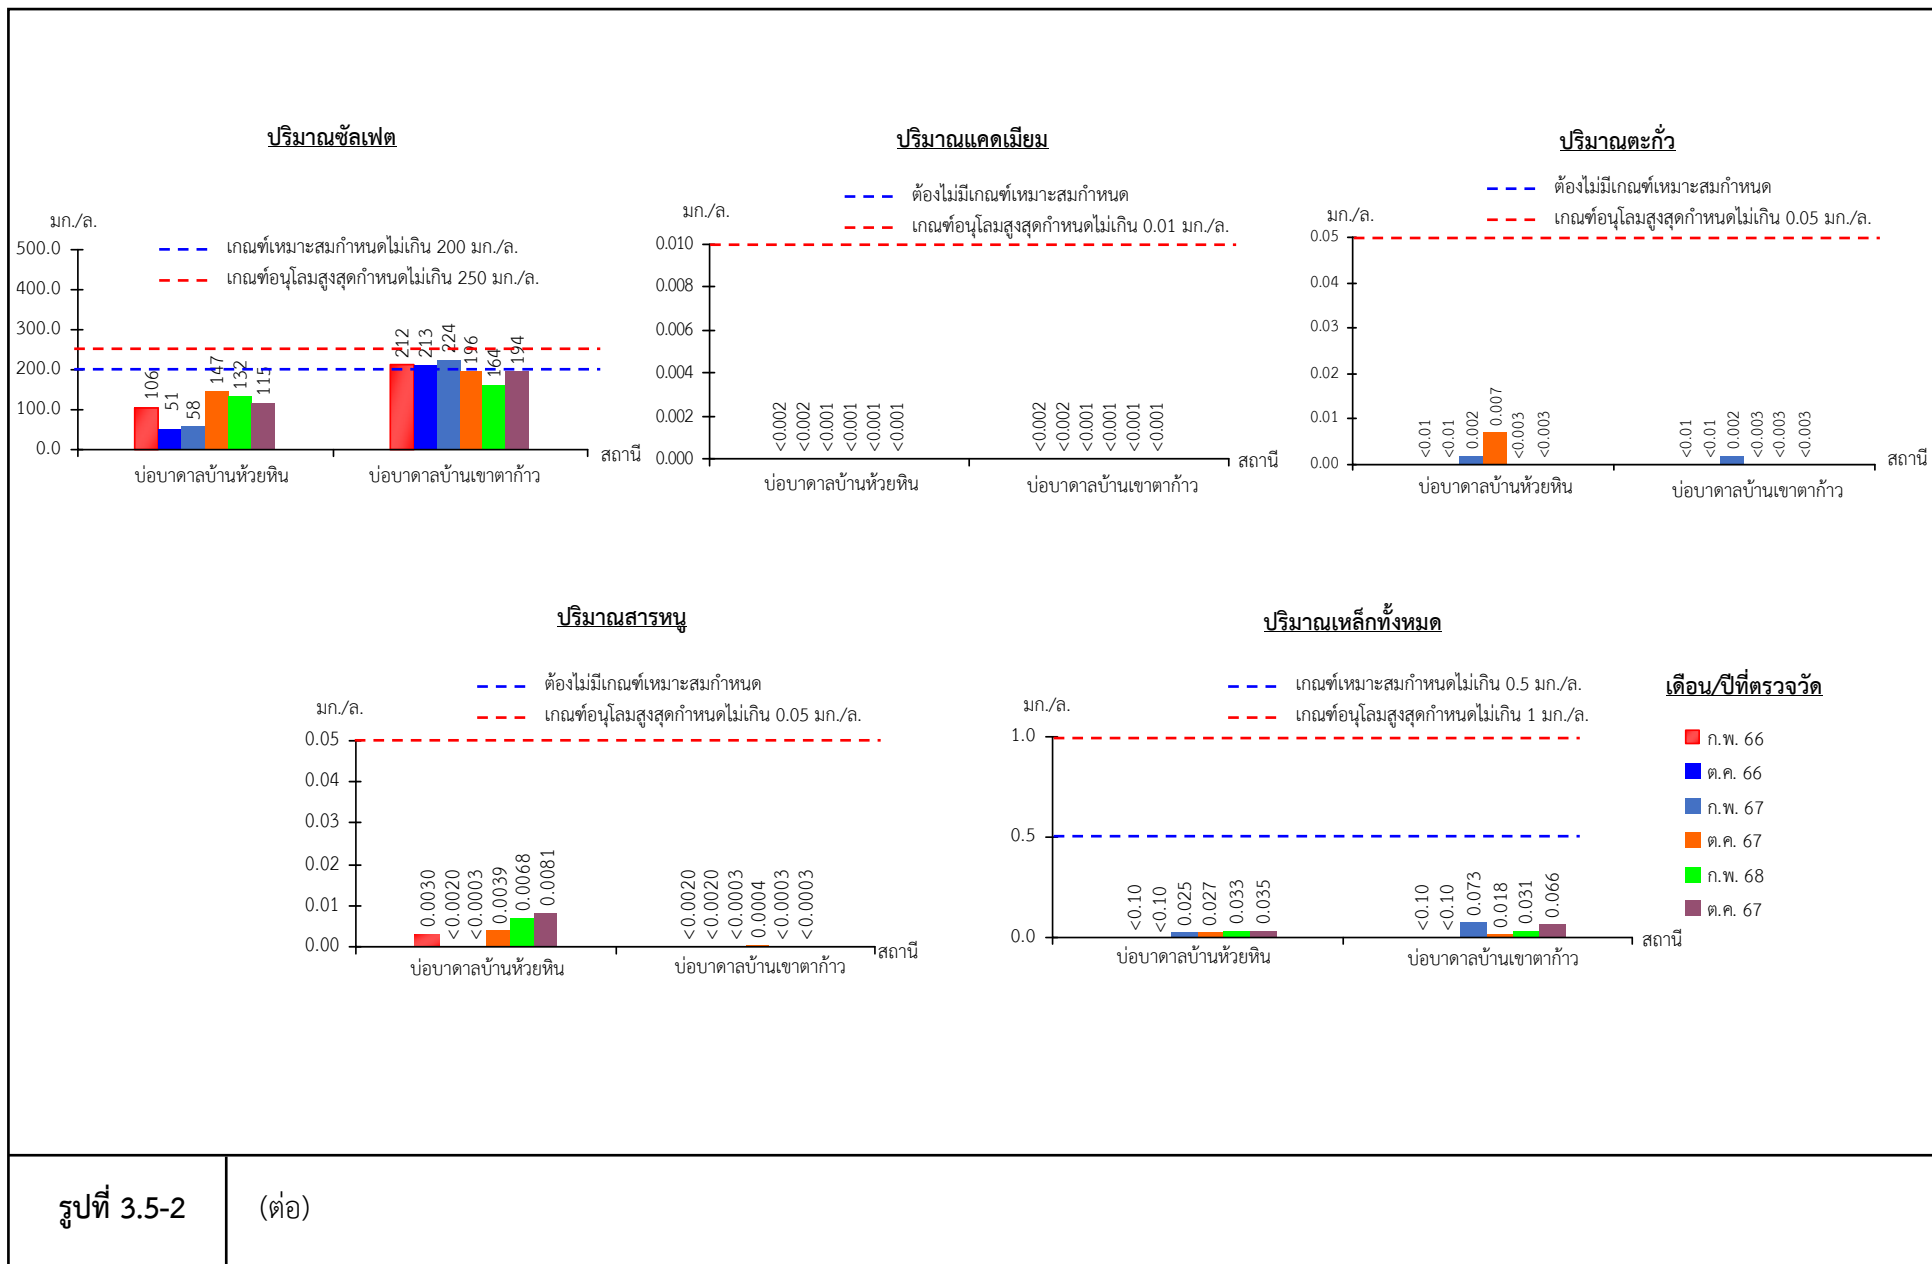 ปริมาณซัลเฟต
มก./ล.
เกณฑ์เหมาะสมกำหนดไม่เกิน 200 มก./ล.
เกณฑ์อนุโลมสูงสุดกำหนดไม่เกิน 250 มก./ล.
500.0
400.0
300.0
200.0
100.0
0.0
106 51 58 147 132 115
212 213 224 196 164 194
สถานี
บ่อบาดาลบ้านห้วยหิน บ่อบาดาลบ้านเขาตาก้าว
ปริมาณแคดเมียม
ต้องไม่มีเกณฑ์เหมาะสมกำหนด
เกณฑ์อนุโลมสูงสุดกำหนดไม่เกิน 0.01 มก./ล.
มก./ล.
0.010
0.008
0.006
0.004
0.002
0.000
<0.002 <0.002 <0.001 <0.001 <0.001 <0.001
<0.002 <0.002 <0.001 <0.001 <0.001 <0.001
สถานี
บ่อบาดาลบ้านห้วยหิน บ่อบาดาลบ้านเขาตาก้าว
ปริมาณตะกั่ว
ต้องไม่มีเกณฑ์เหมาะสมกำหนด
เกณฑ์อนุโลมสูงสุดกำหนดไม่เกิน 0.05 มก./ล.
มก./ล.
0.05
0.04
0.03
0.02
0.01
0.00
<0.01 <0.01 0.002 0.007 <0.003 <0.003
<0.01 <0.01 0.002 <0.003 <0.003 <0.003
สถานี
บ่อบาดาลบ้านห้วยหิน บ่อบาดาลบ้านเขาตาก้าว
ปริมาณสารหนู
ต้องไม่มีเกณฑ์เหมาะสมกำหนด
เกณฑ์อนุโลมสูงสุดกำหนดไม่เกิน 0.05 มก./ล.
มก./ล.
0.05
0.04
0.03
0.02
0.01
0.00
0.0030 <0.0020 <0.0003 0.0039 0.0068 0.0081
<0.0020 <0.0020 <0.0003 0.0004 <0.0003 <0.0003
สถานี
บ่อบาดาลบ้านห้วยหิน บ่อบาดาลบ้านเขาตาก้าว
ปริมาณเหล็กทั้งหมด
เกณฑ์เหมาะสมกำหนดไม่เกิน 0.5 มก./ล.
เกณฑ์อนุโลมสูงสุดกำหนดไม่เกิน 1 มก./ล.
มก./ล.
1.0
0.5
0.0
<0.10 <0.10 0.025 0.027 0.033 0.035
<0.10 <0.10 0.073 0.018 0.031 0.066
สถานี
บ่อบาดาลบ้านห้วยหิน บ่อบาดาลบ้านเขาตาก้าว
เดือน/ปีที่ตรวจวัด
ก.พ. 66
ต.ค. 66
ก.พ. 67
ต.ค. 67
ก.พ. 68
ต.ค. 67
รูปที่ 3.5-2 (ต่อ)